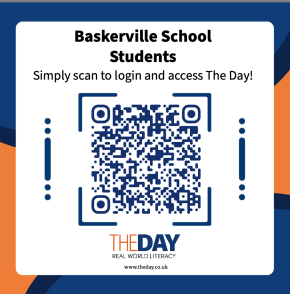 Baskerville School
Students
Simply scan to login and access The Day!
THEDAY
REAL WORLD LITERACY
www.theday.co.uk